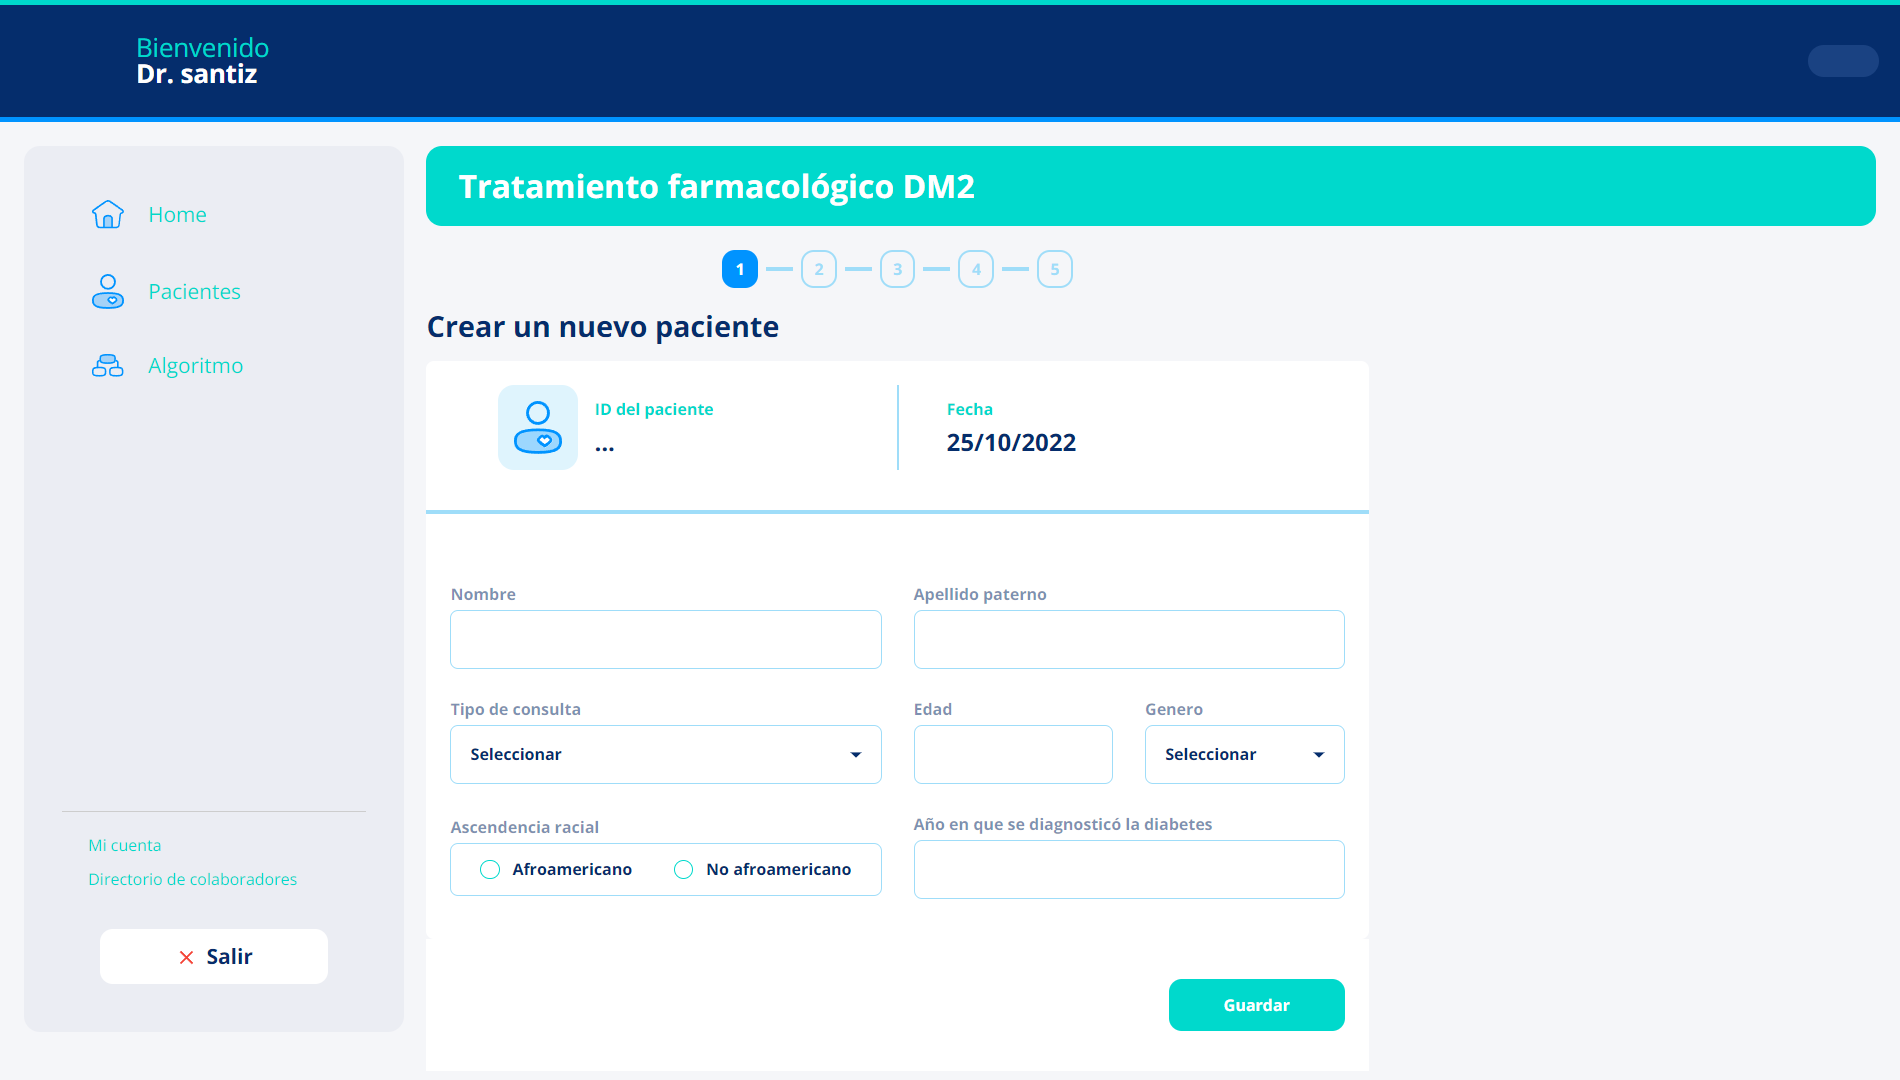 Bienvenido
Dr. santiz
Home
Pacientes
Algoritmo
Mi cuenta
Directorio de colaboradores
Salir
Tratamiento farmacológico DM2
1 2 3 4 5
Crear un nuevo paciente
ID del paciente
...
Fecha
25/10/2022
Nombre
Apellido paterno
Tipo de consulta
Seleccionar
Edad
Genero
Seleccionar
Ascendencia racial
Afroamericano No afroamericano
Año en que se diagnosticó la diabetes
Guardar